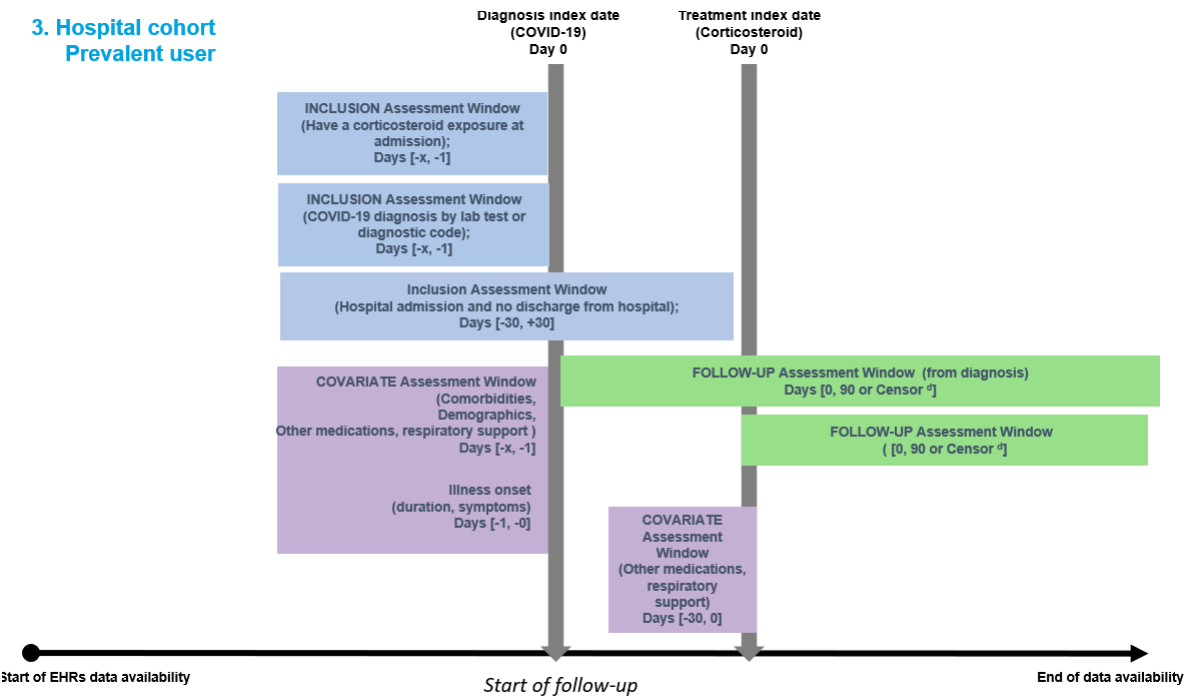 3. Hospital cohort
Prevalent user
Diagnosis index date
(COVID-19)
Day 0
Treatment index date
(Corticosteroid)
Day 0
INCLUSION Assessment Window
(Have a corticosteroid exposure at
admission);
Days [-x, -1]
INCLUSION Assessment Window
(COVID-19 diagnosis by lab test or
diagnostic code);
Days [-x, -1]
Inclusion Assessment Window
(Hospital admission and no discharge from hospital);
Days [-30, +30]
COVARIATE Assessment Window
(Comorbidities,
Demographics,
Other medications, respiratory support )
Days [-x, -1]
Illness onset
(duration, symptoms)
Days [-1, -0]
FOLLOW-UP Assessment Window (from diagnosis)
Days [0, 90 or Censor ᵈ]
FOLLOW-UP Assessment Window
( [0, 90 or Censor ᵈ]
COVARIATE
Assessment
Window
(Other medications,
respiratory
support)
Days [-30, 0]
Start of EHRs data availability
Start of follow-up
End of data availability